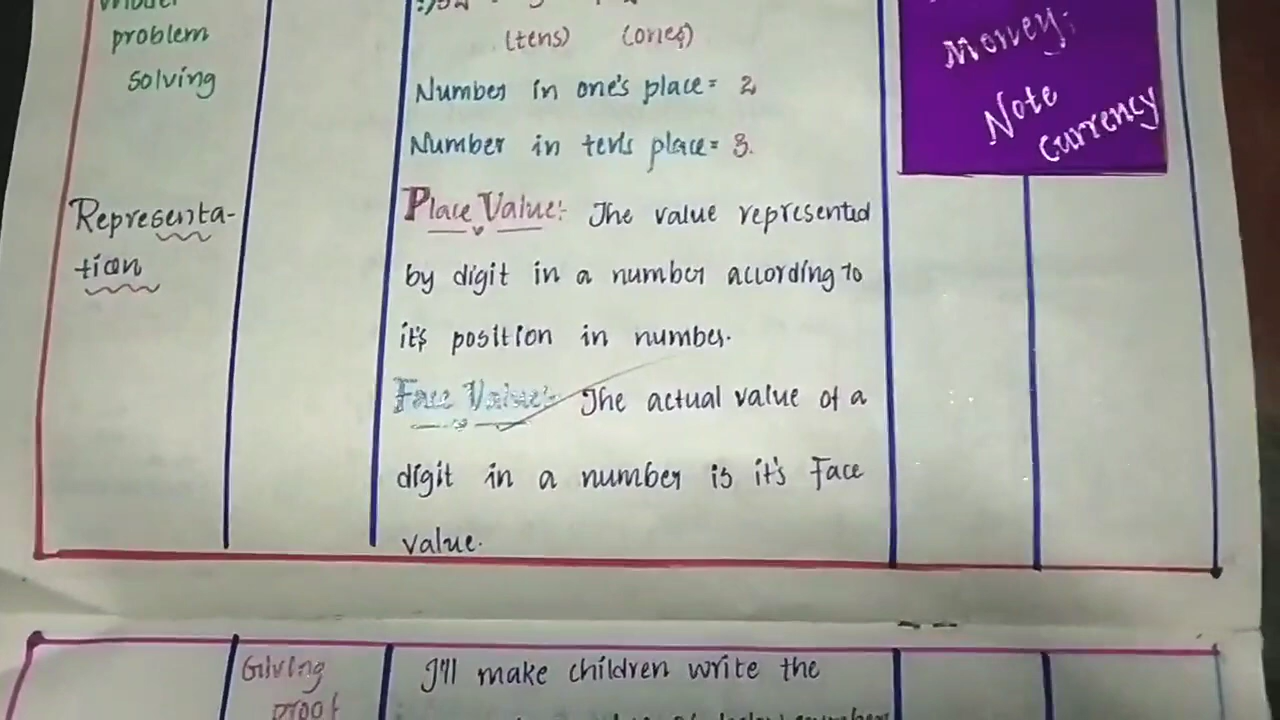 problem
solving
(tens) (ones)
Number in one's place = 2
Number in ten's place = 3.
Representa-
tion
Place Value:- The value represented
by digit in a number according to
it's position in number.
Face Value:- The actual value of a
digit in a number is it's Face
value.
Money:
Note
Currency
Giving
proof
I'll make children write the